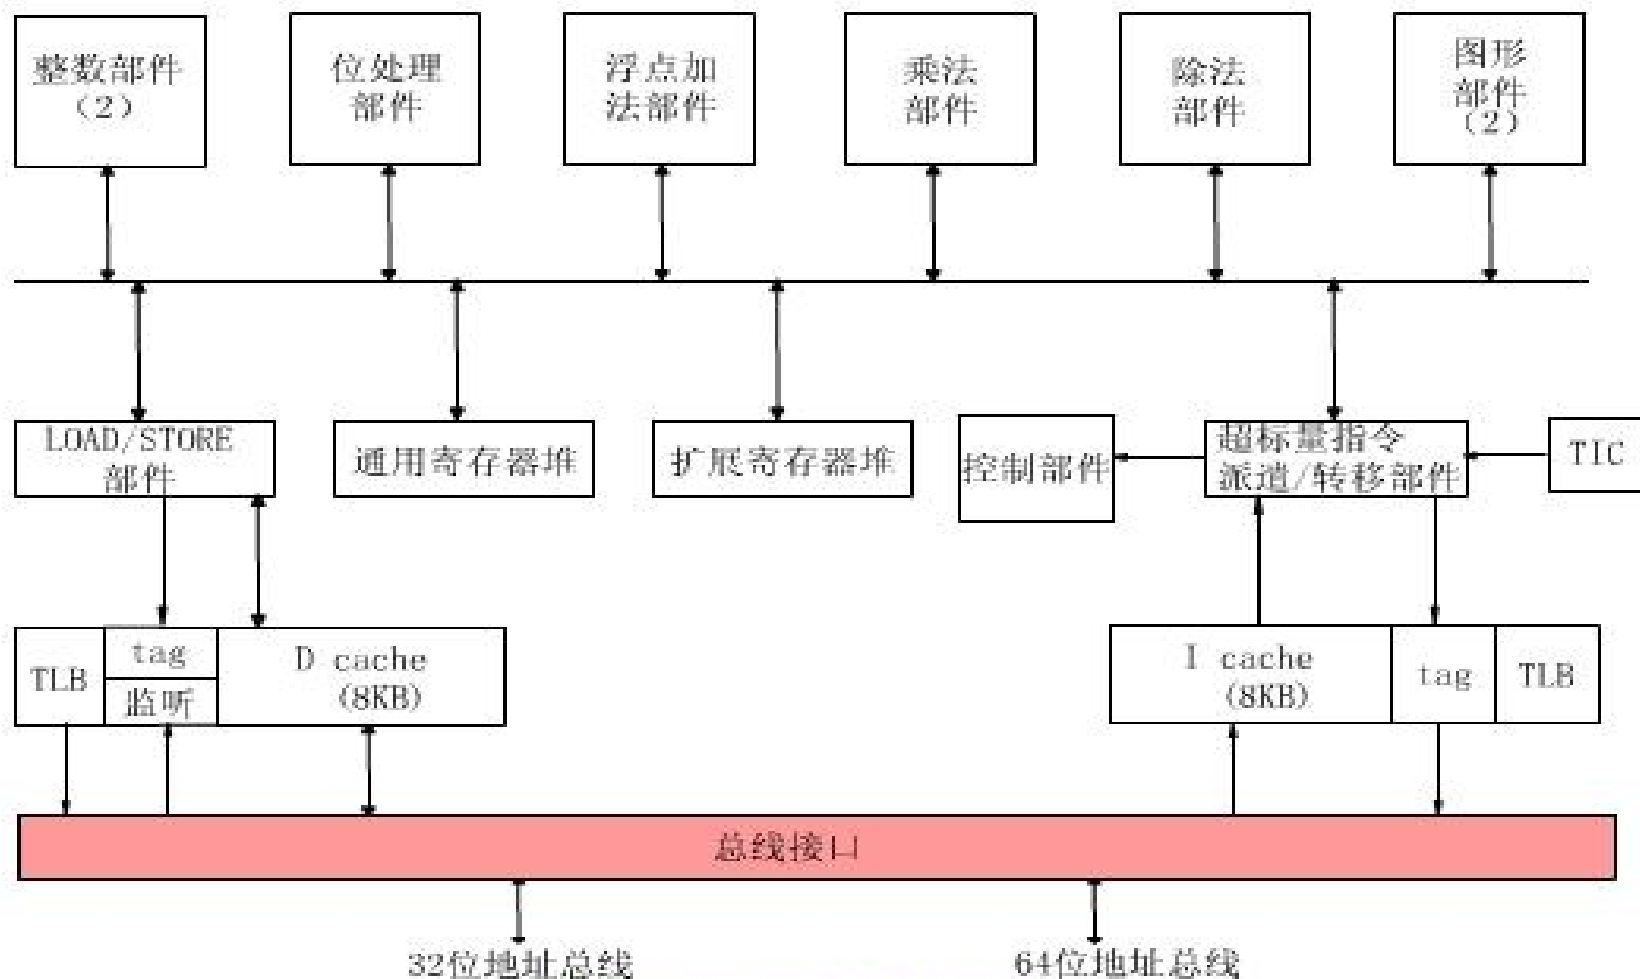 整数部件
（2）
位处理
部件
浮点加
法部件
乘法
部件
除法
部件
图形
部件
（2）
LOAD/STORE
部件
通用寄存器堆
扩展寄存器堆
控制部件
超标量指令
派遣/转移部件
TIC
TLB
tag
监听
D cache
(8KB)
I cache
(8KB)
tag
TLB
总线接口
32位地址总线
64位地址总线